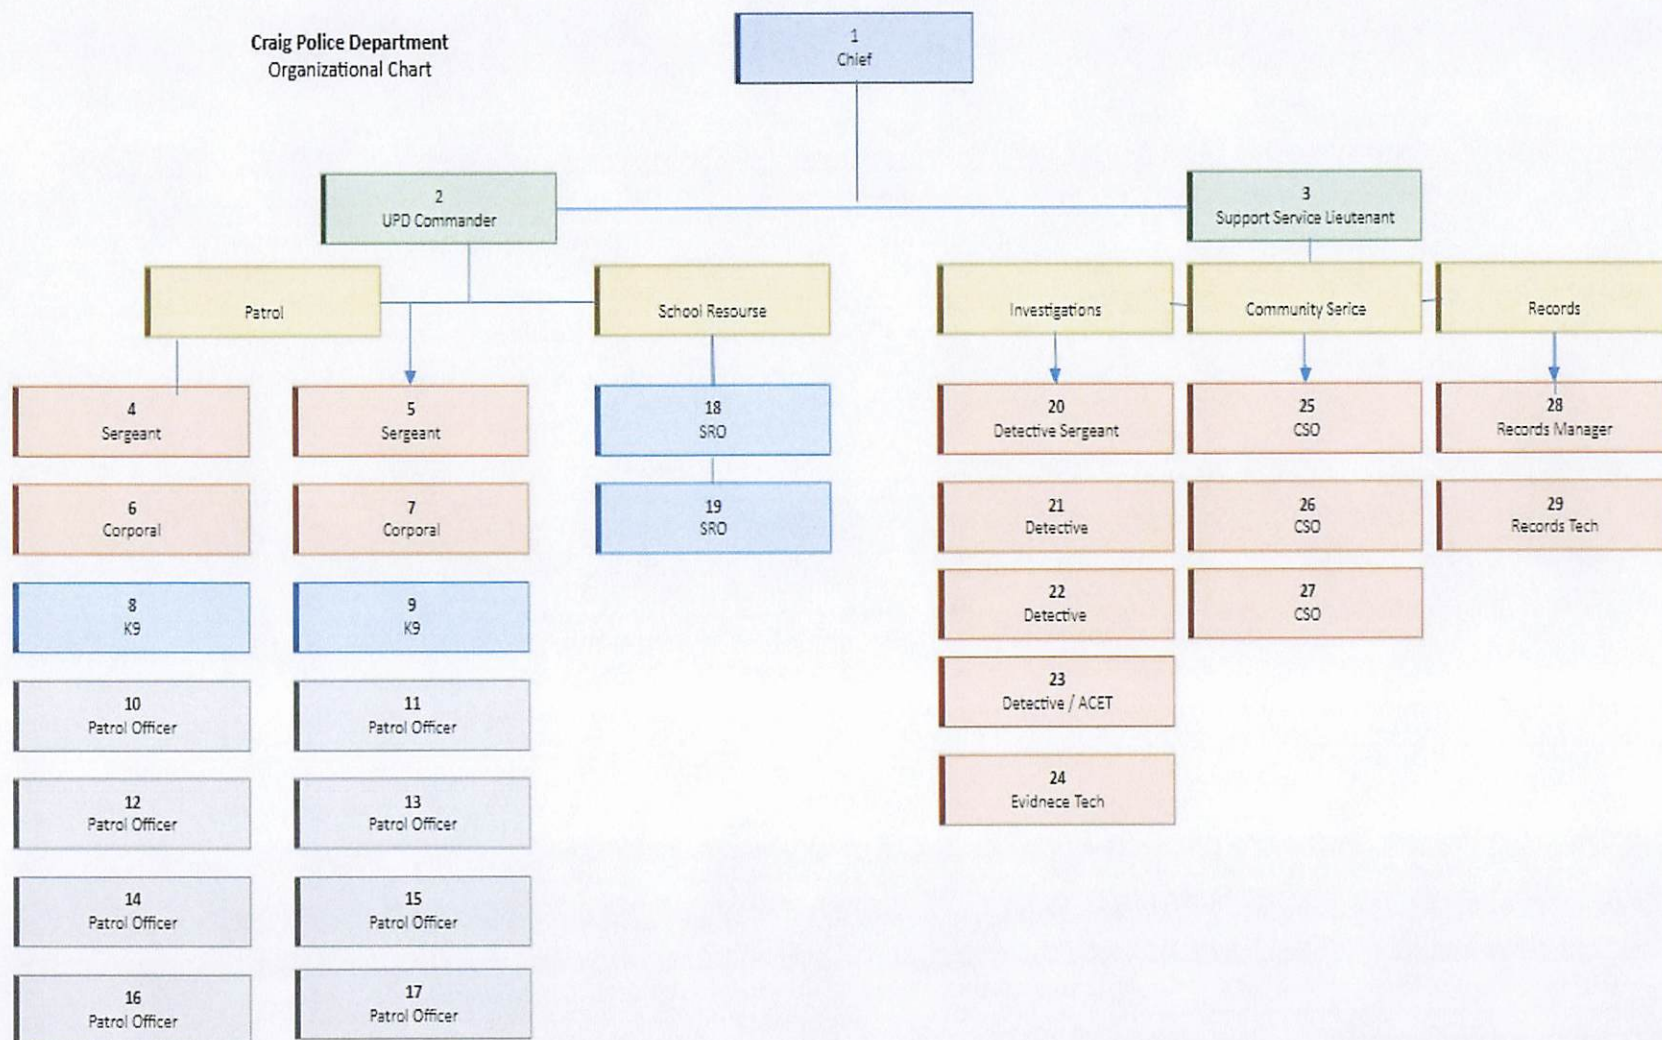 Craig Police Department
Organizational Chart
1
Chief
2
UPD Commander
3
Support Service Lieutenant
Patrol
School Resourse
Investigations
Community Serice
Records
4
Sergeant
5
Sergeant
18
SRO
20
Detective Sergeant
25
CSO
28
Records Manager
6
Corporal
7
Corporal
19
SRO
21
Detective
26
CSO
29
Records Tech
8
K9
9
K9
22
Detective
27
CSO
10
Patrol Officer
11
Patrol Officer
23
Detective / ACET
12
Patrol Officer
13
Patrol Officer
24
Evidnece Tech
14
Patrol Officer
15
Patrol Officer
16
Patrol Officer
17
Patrol Officer